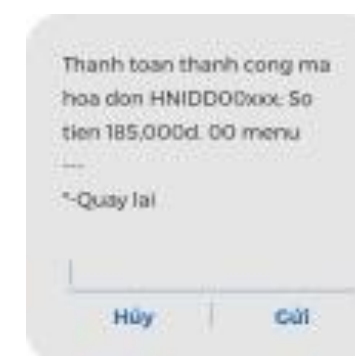 Thanh toan thanh cong ma
hoa don HNIDD00xxx. So
tien 185,000d. 00 menu
---
*-Quay lai
Hủy
Gửi